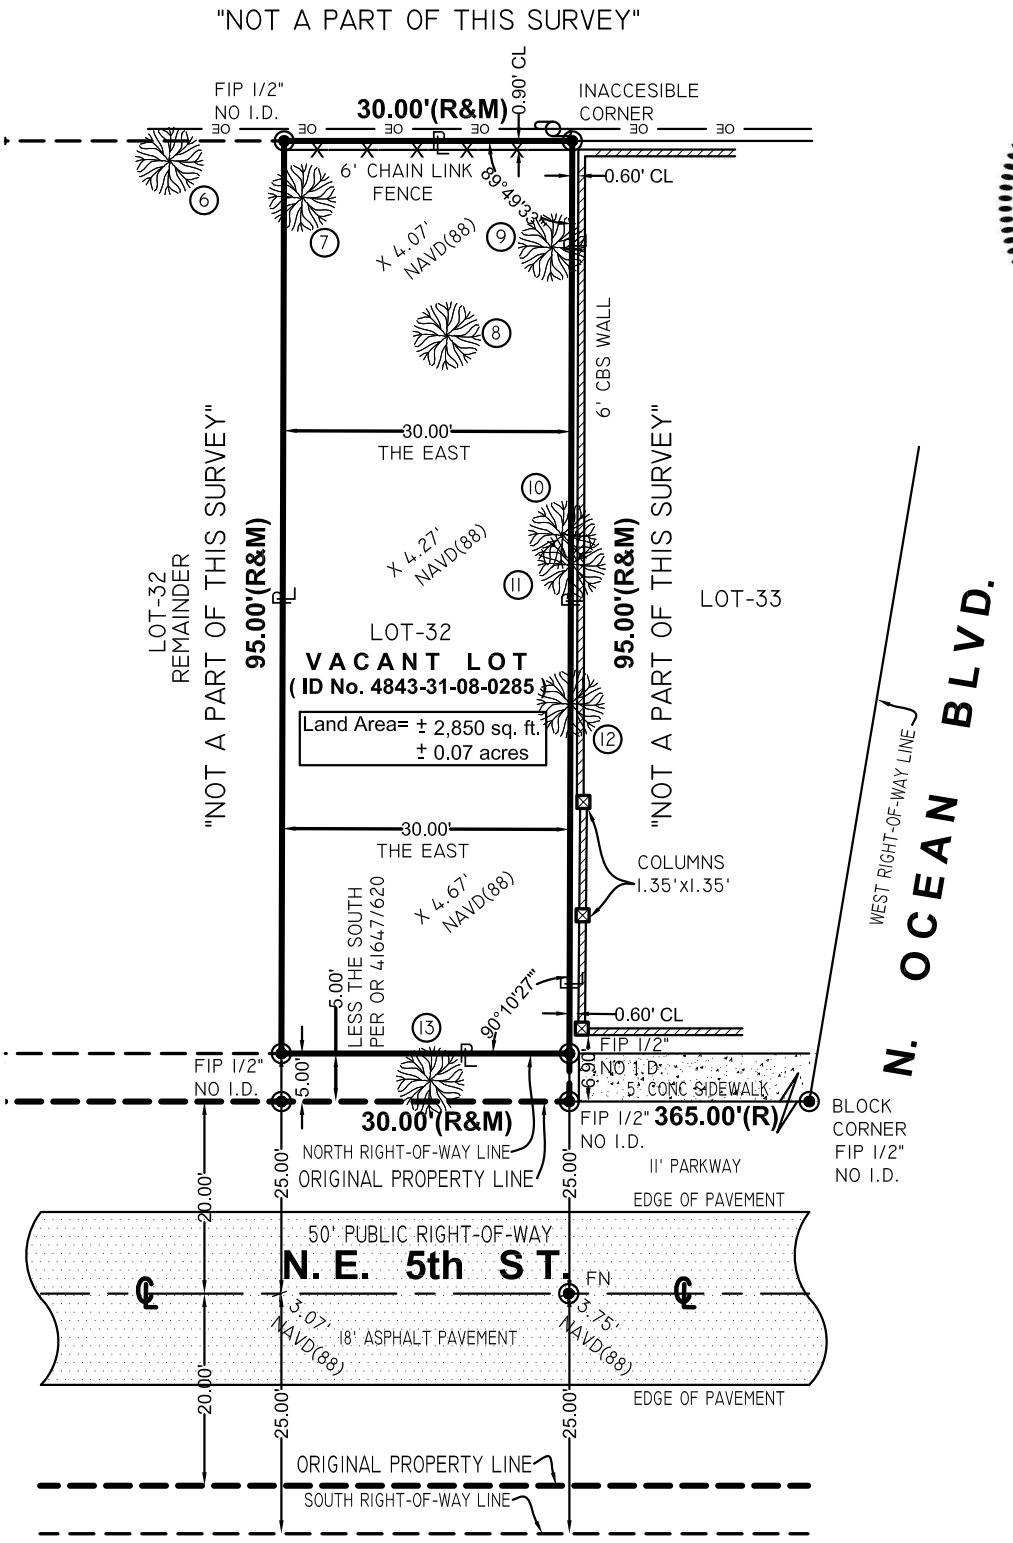 "NOT A PART OF THIS SURVEY"
FIP 1/2"
NO I.D.
30.00'(R&M)
0.90' CL
INACCESIBLE
CORNER
30 30 30 30 30 30
6' CHAIN LINK
FENCE
89°49'33"
0.60' CL
6
7
X 4.07'
NAVD(88)
9
8
6' CBS WALL
30.00'
THE EAST
"NOT A PART OF THIS SURVEY"
LOT-32
REMAINDER
95.00'(R&M)
10
X 4.27'
NAVD(88)
11
95.00'(R&M)
"NOT A PART OF THIS SURVEY"
LOT-33
LOT-32
VACANT LOT
( ID No. 4843-31-08-0285 )
Land Area= ± 2,850 sq. ft.
± 0.07 acres
12
30.00'
THE EAST
COLUMNS
1.35'x1.35'
WEST RIGHT-OF-WAY LINE
N. OCEAN BLVD.
X 4.67'
NAVD(88)
5.00'
LESS THE SOUTH
PER OR 41647/620
90°10'27"
13
0.60' CL
FIP 1/2"
NO I.D.
5.00'
6.90'
FIP 1/2"
NO I.D.
5' CONC SIDEWALK
30.00'(R&M)
FIP 1/2"
NO I.D.
365.00'(R)
BLOCK
CORNER
FIP 1/2"
NO I.D.
NORTH RIGHT-OF-WAY LINE
ORIGINAL PROPERTY LINE
11' PARKWAY
20.00'
25.00'
25.00'
EDGE OF PAVEMENT
50' PUBLIC RIGHT-OF-WAY
N. E. 5th ST.
CL
FN
CL
3.07'
NAVD(88)
18' ASPHALT PAVEMENT
3.75'
NAVD(88)
20.00'
25.00'
25.00'
EDGE OF PAVEMENT
ORIGINAL PROPERTY LINE
SOUTH RIGHT-OF-WAY LINE